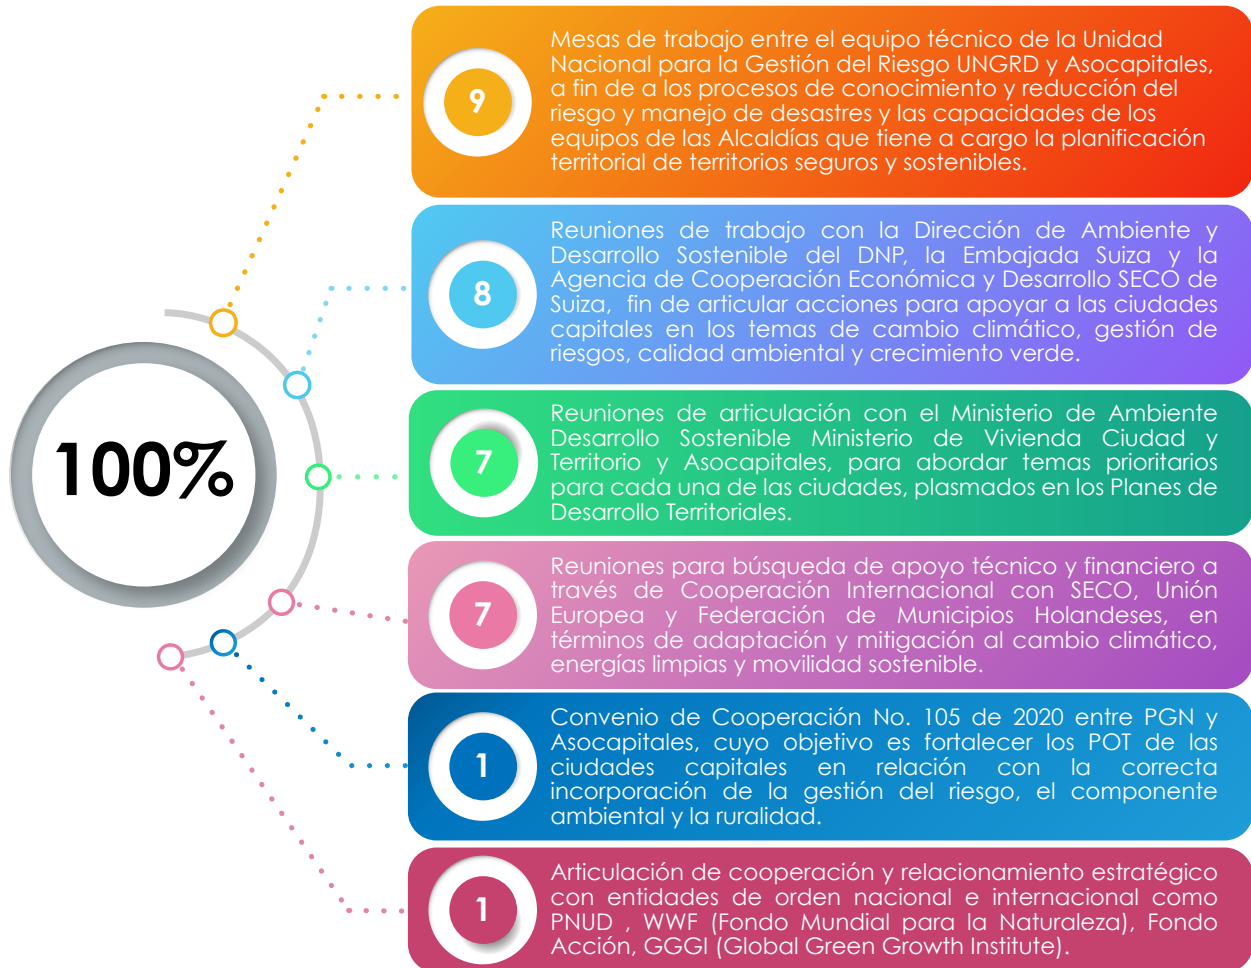 100%
9
Mesas de trabajo entre el equipo técnico de la Unidad
Nacional para la Gestión del Riesgo UNGRD y Asocapitales,
a fin de a los procesos de conocimiento y reducción del
riesgo y manejo de desastres y las capacidades de los
equipos de las Alcaldías que tiene a cargo la planificación
territorial de territorios seguros y sostenibles.
8
Reuniones de trabajo con la Dirección de Ambiente y
Desarrollo Sostenible del DNP, la Embajada Suiza y la
Agencia de Cooperación Económica y Desarrollo SECO de
Suiza, fin de articular acciones para apoyar a las ciudades
capitales en los temas de cambio climático, gestión de
riesgos, calidad ambiental y crecimiento verde.
7
Reuniones de articulación con el Ministerio de Ambiente
Desarrollo Sostenible Ministerio de Vivienda Ciudad y
Territorio y Asocapitales, para abordar temas prioritarios
para cada una de las ciudades, plasmados en los Planes de
Desarrollo Territoriales.
7
Reuniones para búsqueda de apoyo técnico y financiero a
través de Cooperación Internacional con SECO, Unión
Europea y Federación de Municipios Holandeses, en
términos de adaptación y mitigación al cambio climático,
energías limpias y movilidad sostenible.
1
Convenio de Cooperación No. 105 de 2020 entre PGN y
Asocapitales, cuyo objetivo es fortalecer los POT de las
ciudades capitales en relación con la correcta
incorporación de la gestión del riesgo, el componente
ambiental y la ruralidad.
1
Articulación de cooperación y relacionamiento estratégico
con entidades de orden nacional e internacional como
PNUD , WWF (Fondo Mundial para la Naturaleza), Fondo
Acción, GGGI (Global Green Growth Institute).